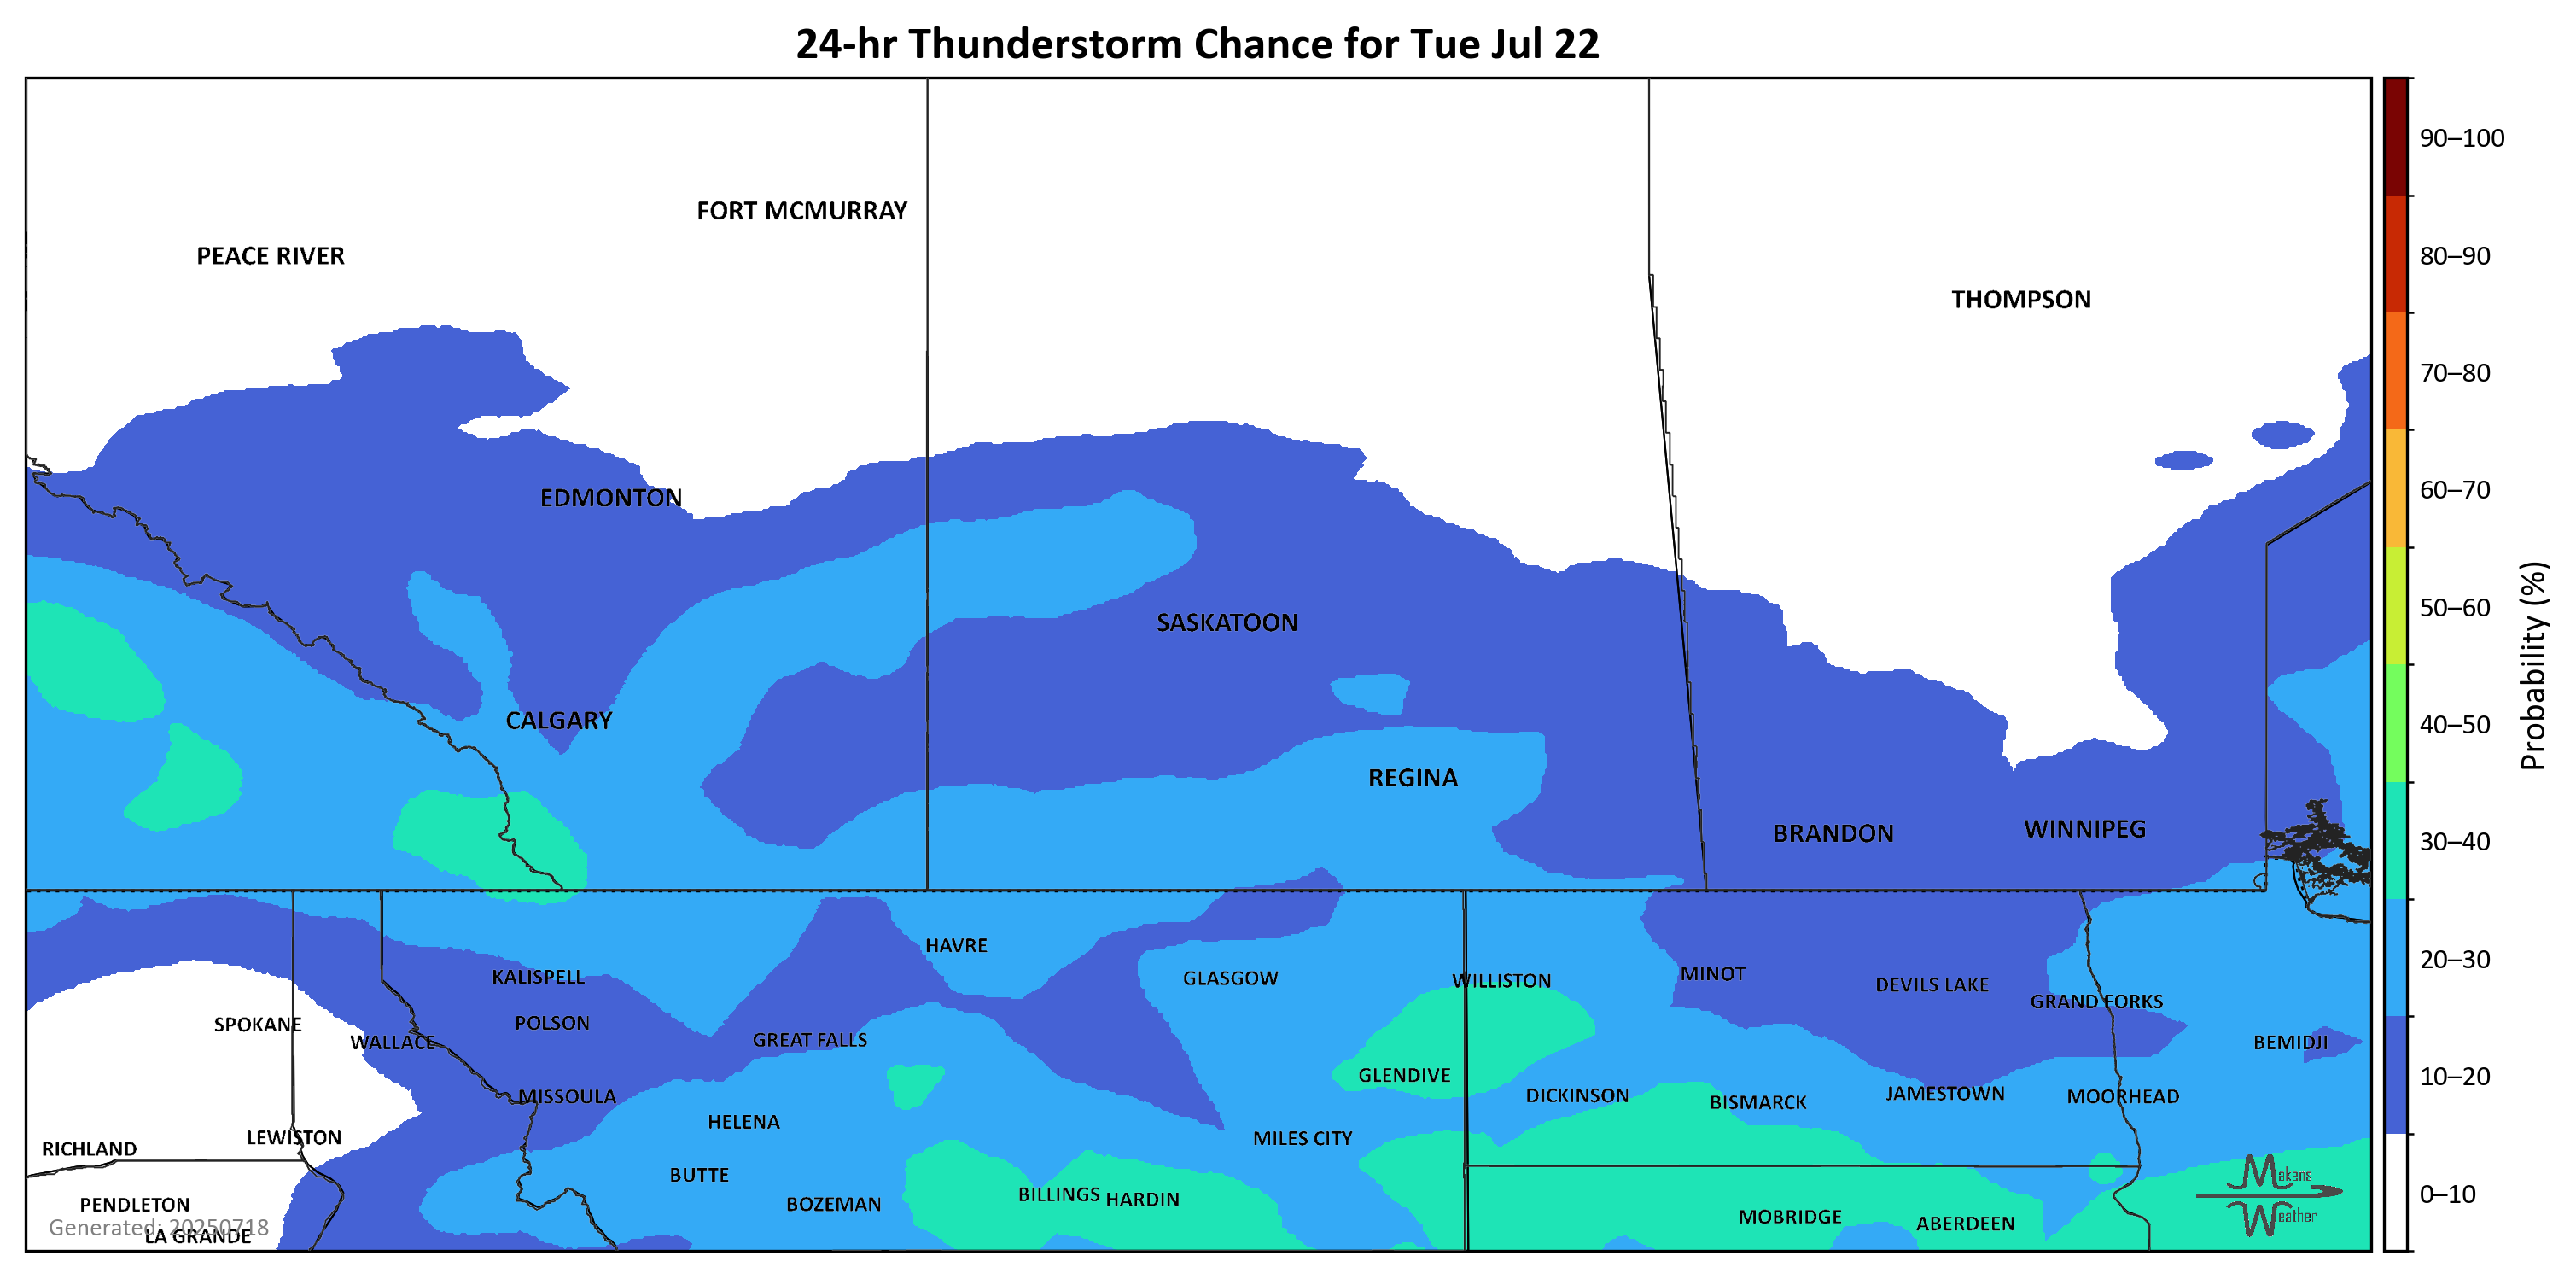 24-hr Thunderstorm Chance for Tue Jul 22
FORT MCMURRAY
PEACE RIVER
THOMPSON
EDMONTON
SASKATOON
CALGARY
REGINA
BRANDON
WINNIPEG
HAVRE
KALISPELL
GLASGOW
WILLISTON
MINOT
DEVILS LAKE
GRAND FORKS
SPOKANE
POLSON
WALLACE
GREAT FALLS
BEMIDJI
GLENDIVE
MISSOULA
DICKINSON
BISMARCK
JAMESTOWN
MOORHEAD
HELENA
LEWISTON
RICHLAND
MILES CITY
BUTTE
BILLINGS
HARDIN
PENDLETON
BOZEMAN
MOBRIDGE
ABERDEEN
Generated: 20250718
LA GRANDE
Makens
Weather
90–100
80–90
70–80
60–70
50–60
40–50
30–40
20–30
10–20
0–10
Probability (%)